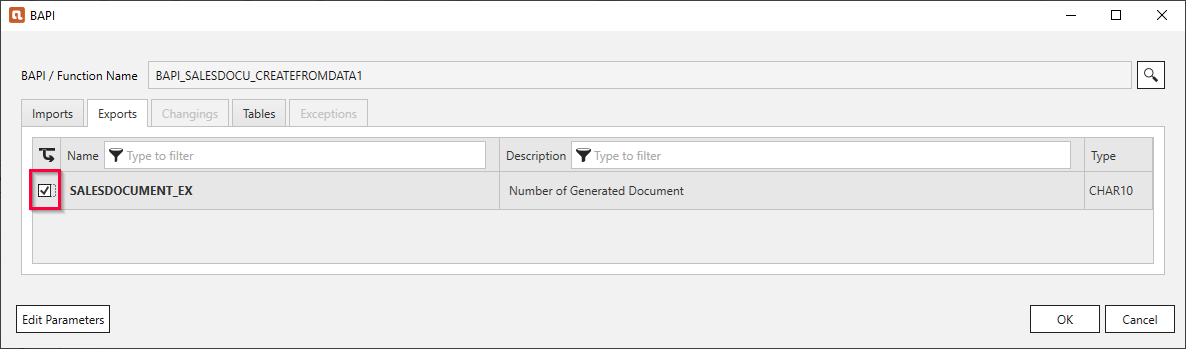 BAPI
BAPI / Function Name BAPI_SALESDOCU_CREATEFROMDATA1
Imports Exports Changings Tables Exceptions
Name Type to filter Description Type to filter Type
SALESDOCUMENT_EX Number of Generated Document CHAR10
Edit Parameters OK Cancel